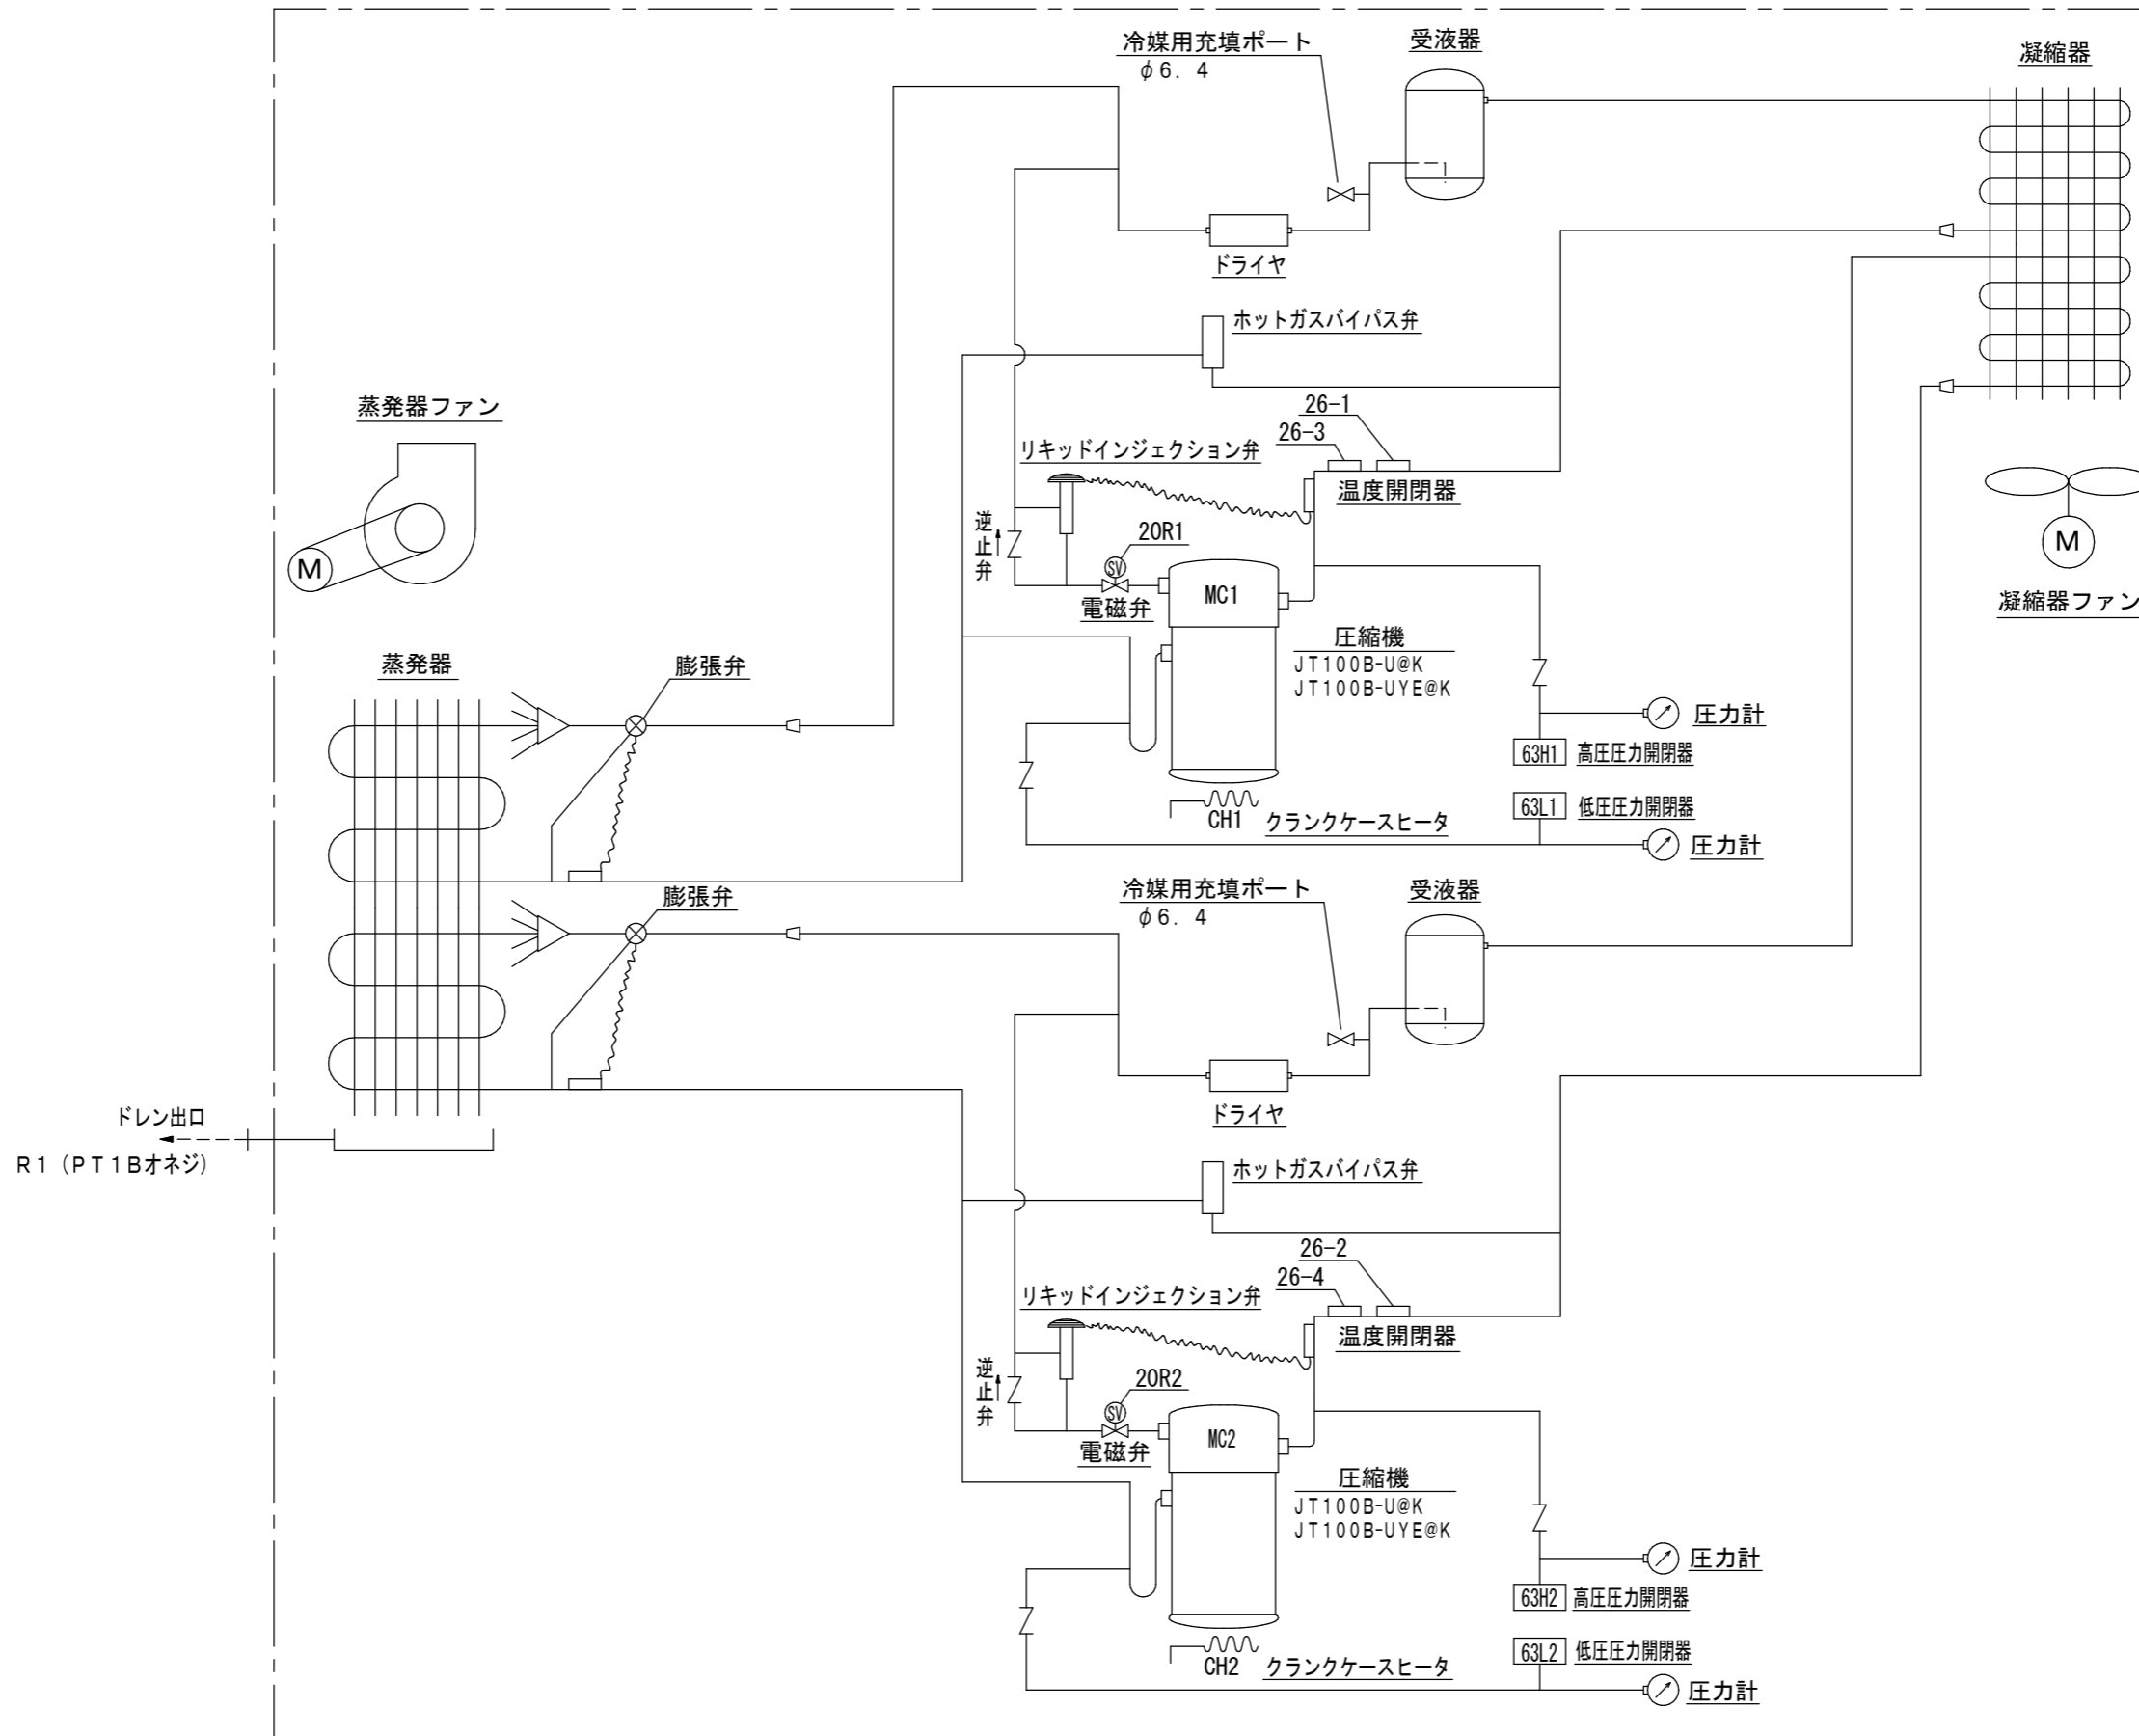 冷媒用充填ポート
φ6.4
受液器
凝縮器
ドライヤ
ホットガスバイパス弁
蒸発器ファン
M
26-1
26-3
リキッドインジェクション弁
温度開閉器
逆止弁
20R1
SV
電磁弁
MC1
M
凝縮器ファン
圧縮機
JT100B-U@K
JT100B-UYE@K
蒸発器
膨張弁
圧力計
63H1 高圧圧力開閉器
63L1 低圧圧力開閉器
CH1 クランクケースヒータ
圧力計
膨張弁
冷媒用充填ポート
φ6.4
受液器
ドライヤ
ドレン出口
R1(PT1Bオネジ)
ホットガスバイパス弁
26-2
26-4
リキッドインジェクション弁
温度開閉器
逆止弁
20R2
SV
電磁弁
MC2
圧縮機
JT100B-U@K
JT100B-UYE@K
圧力計
63H2 高圧圧力開閉器
63L2 低圧圧力開閉器
CH2 クランクケースヒータ
圧力計